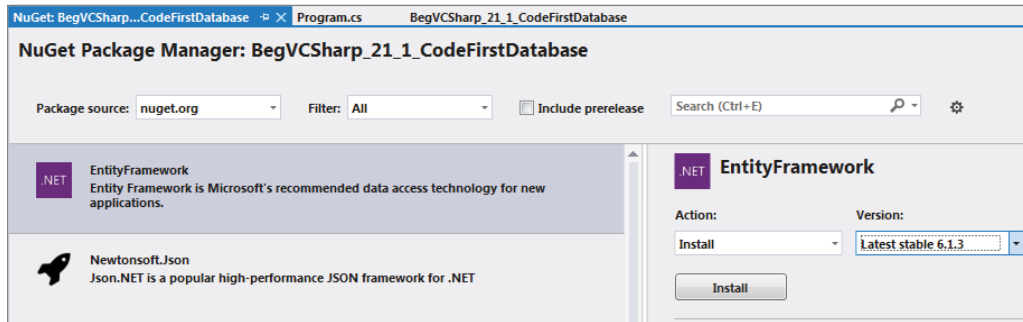 NuGet: BegVCSharp...CodeFirstDatabase Program.cs BegVCSharp_21_1_CodeFirstDatabase
NuGet Package Manager: BegVCSharp_21_1_CodeFirstDatabase
Package source: nuget.org Filter: All Include prerelease Search (Ctrl+E)
.NET
EntityFramework
Entity Framework is Microsoft's recommended data access technology for new
applications.
Newtonsoft.Json
Json.NET is a popular high-performance JSON framework for .NET
.NET
EntityFramework
Action: Version:
Install Latest stable 6.1.3
Install